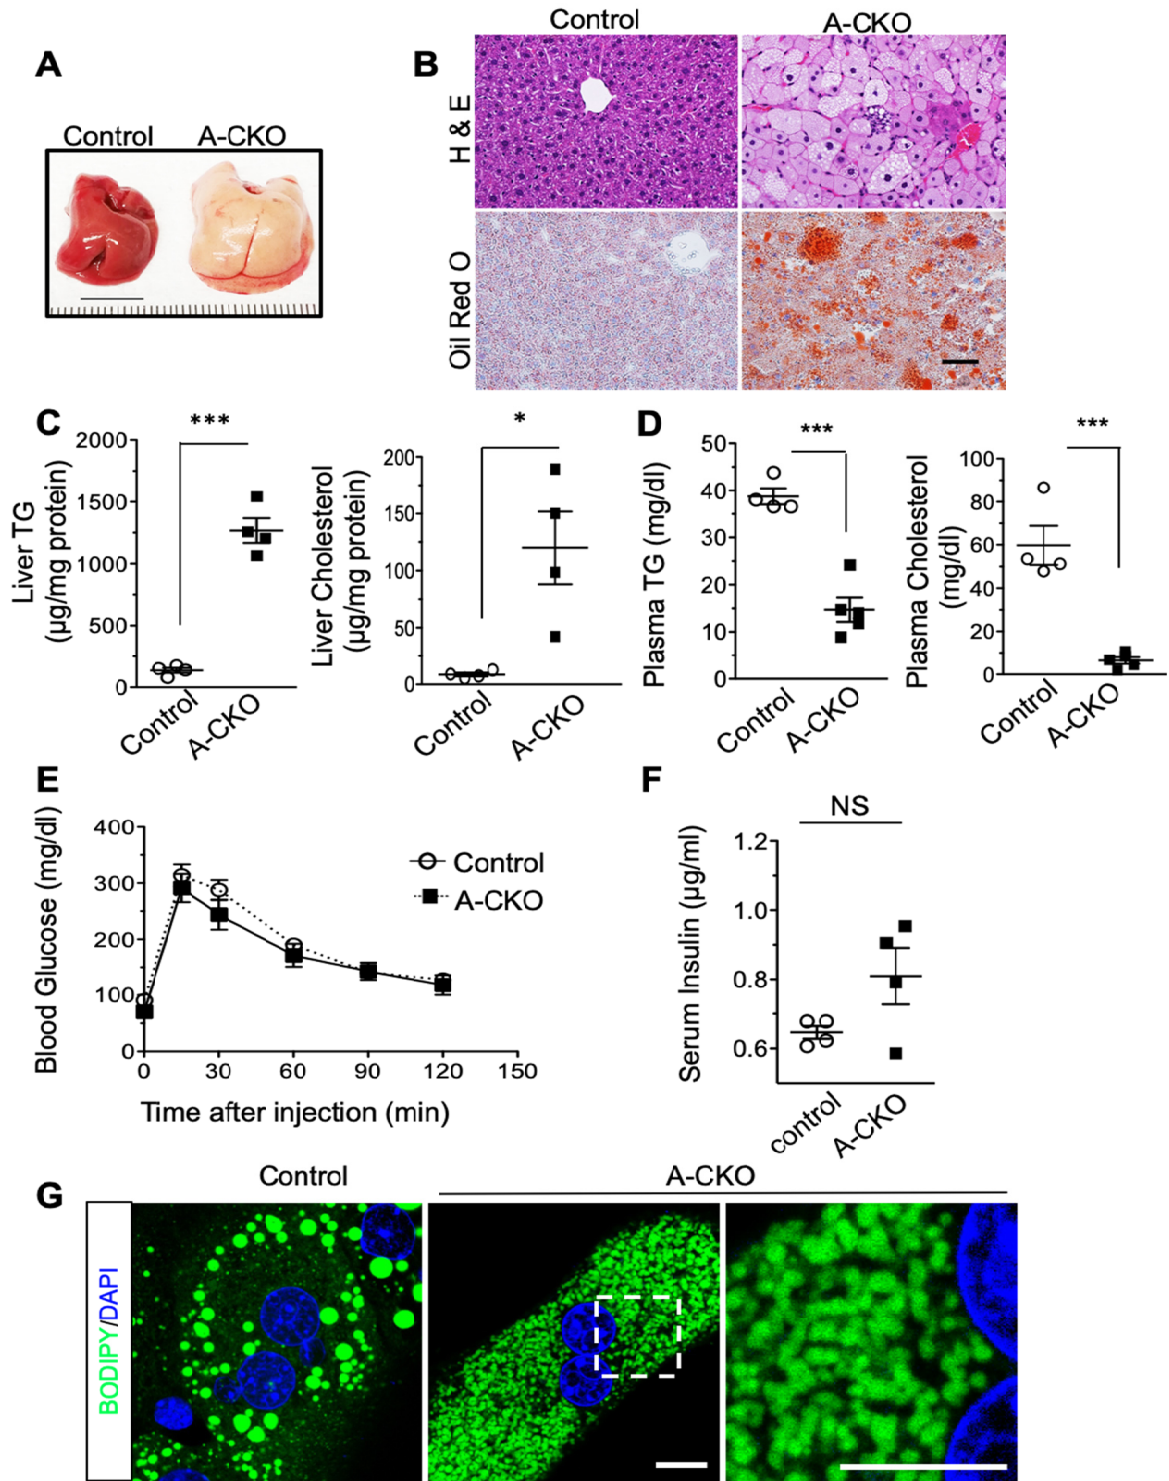 A
Control A-CKO
B
Control A-CKO
H & E
Oil Red O
C
***
Liver TG
(µg/mg protein)
2000
1500
1000
500
0
Control A-CKO
*
Liver Cholesterol
(µg/mg protein)
200
150
100
50
0
Control A-CKO
D
***
Plasma TG (mg/dl)
50
40
30
20
10
0
Control A-CKO
***
Plasma Cholesterol
(mg/dl)
100
80
60
40
20
0
Control A-CKO
E
Blood Glucose (mg/dl)
400
300
200
100
0
Control
A-CKO
0 30 60 90 120 150
Time after injection (min)
F
NS
Serum Insulin (µg/ml)
1.2
1.0
0.8
0.6
control A-CKO
G
Control A-CKO
BODIPY/DAPI